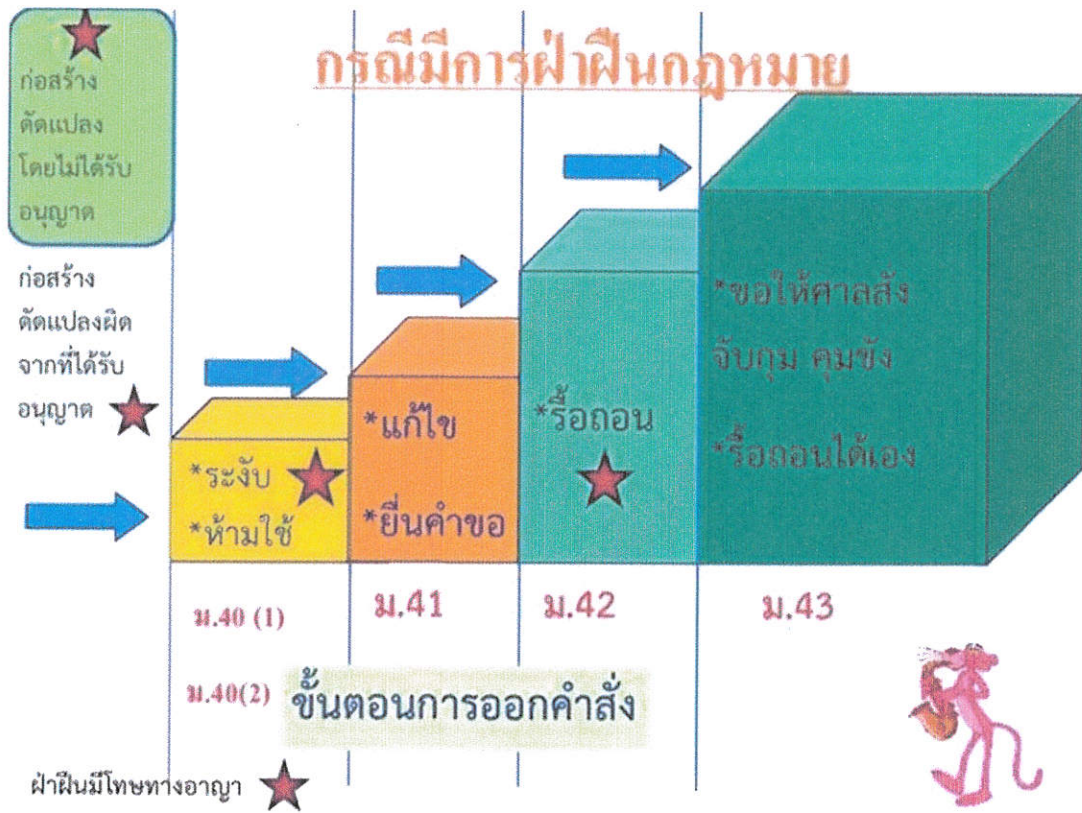 กรณีมีการฝ่าฝืนกฎหมาย
ก่อสร้าง
ดัดแปลง
โดยไม่ได้รับ
อนุญาต
ก่อสร้าง
ดัดแปลงผิด
จากที่ได้รับ
อนุญาต
*ระงับ
*ห้ามใช้
*แก้ไข
*ยื่นคำขอ
*รื้อถอน
*ขอให้ศาลสั่ง
จับกุม คุมขัง
*รื้อถอนได้เอง
ม.40 (1)
ม.41
ม.42
ม.43
ม.40(2)
ขั้นตอนการออกคำสั่ง
ฝ่าฝืนมีโทษทางอาญา